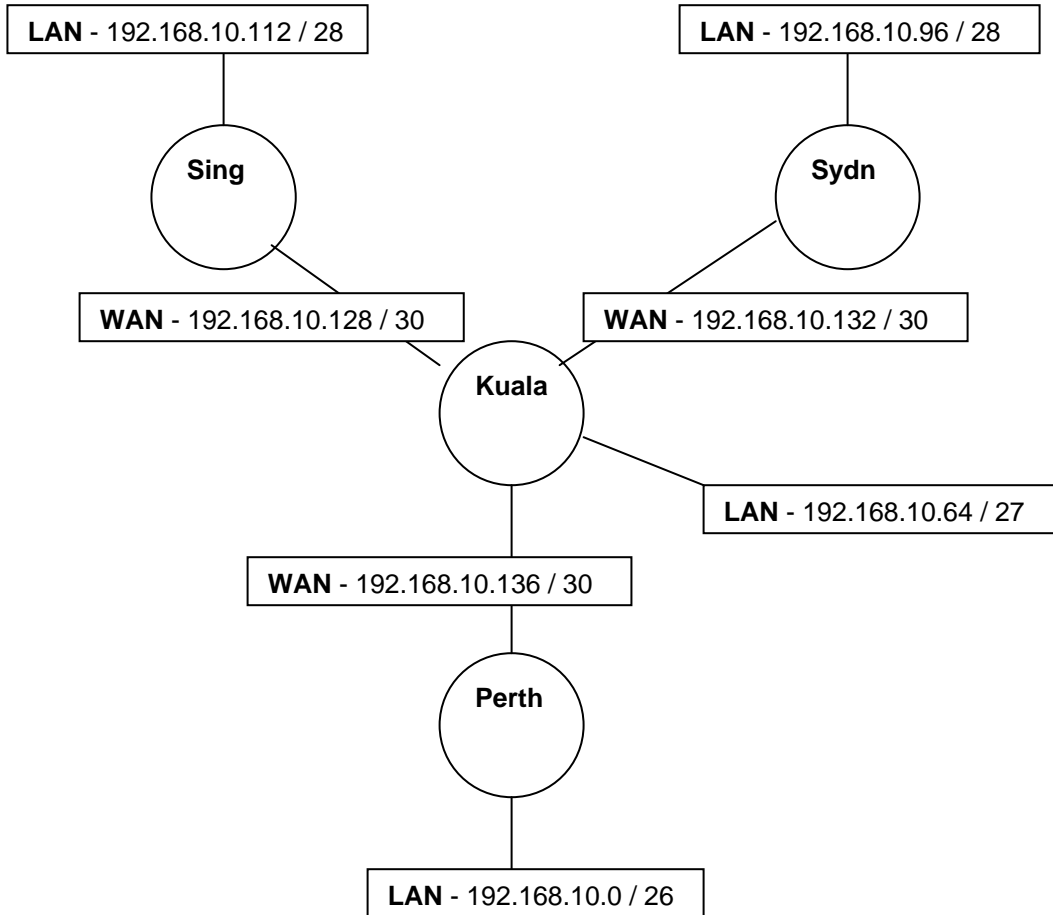 LAN - 192.168.10.112 / 28
LAN - 192.168.10.96 / 28
Sing
Sydn
WAN - 192.168.10.128 / 30
WAN - 192.168.10.132 / 30
Kuala
LAN - 192.168.10.64 / 27
WAN - 192.168.10.136 / 30
Perth
LAN - 192.168.10.0 / 26